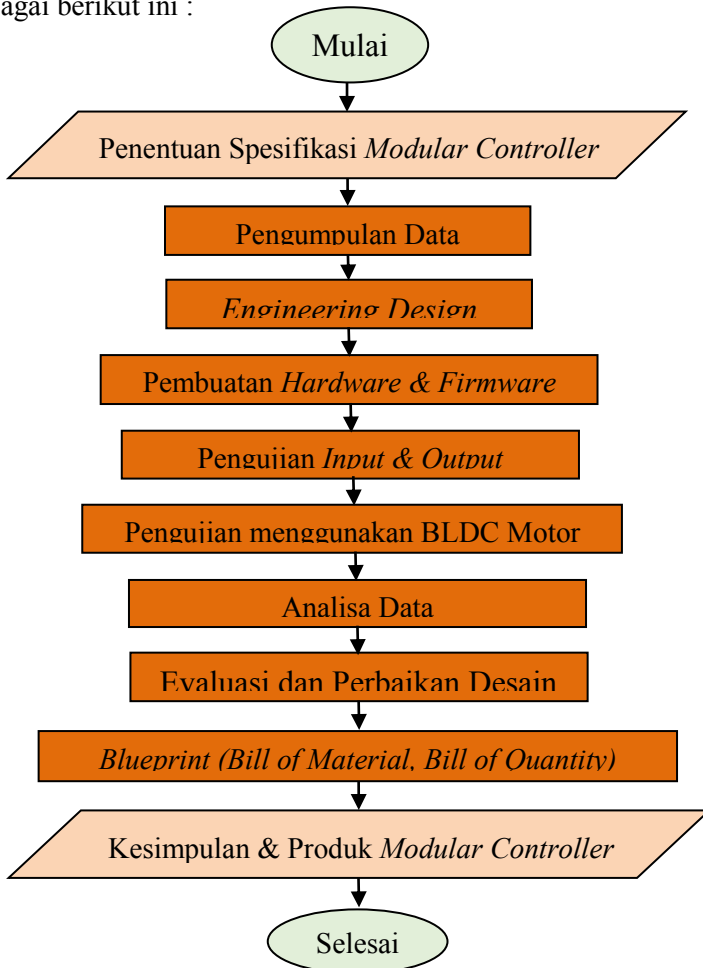 agai berikut ini :
Mulai
Penentuan Spesifikasi Modular Controller
Pengumpulan Data
Engineering Design
Pembuatan Hardware & Firmware
Pengujian Input & Output
Pengujian menggunakan BLDC Motor
Analisa Data
Evaluasi dan Perbaikan Desain
Blueprint (Bill of Material, Bill of Quantity)
Kesimpulan & Produk Modular Controller
Selesai